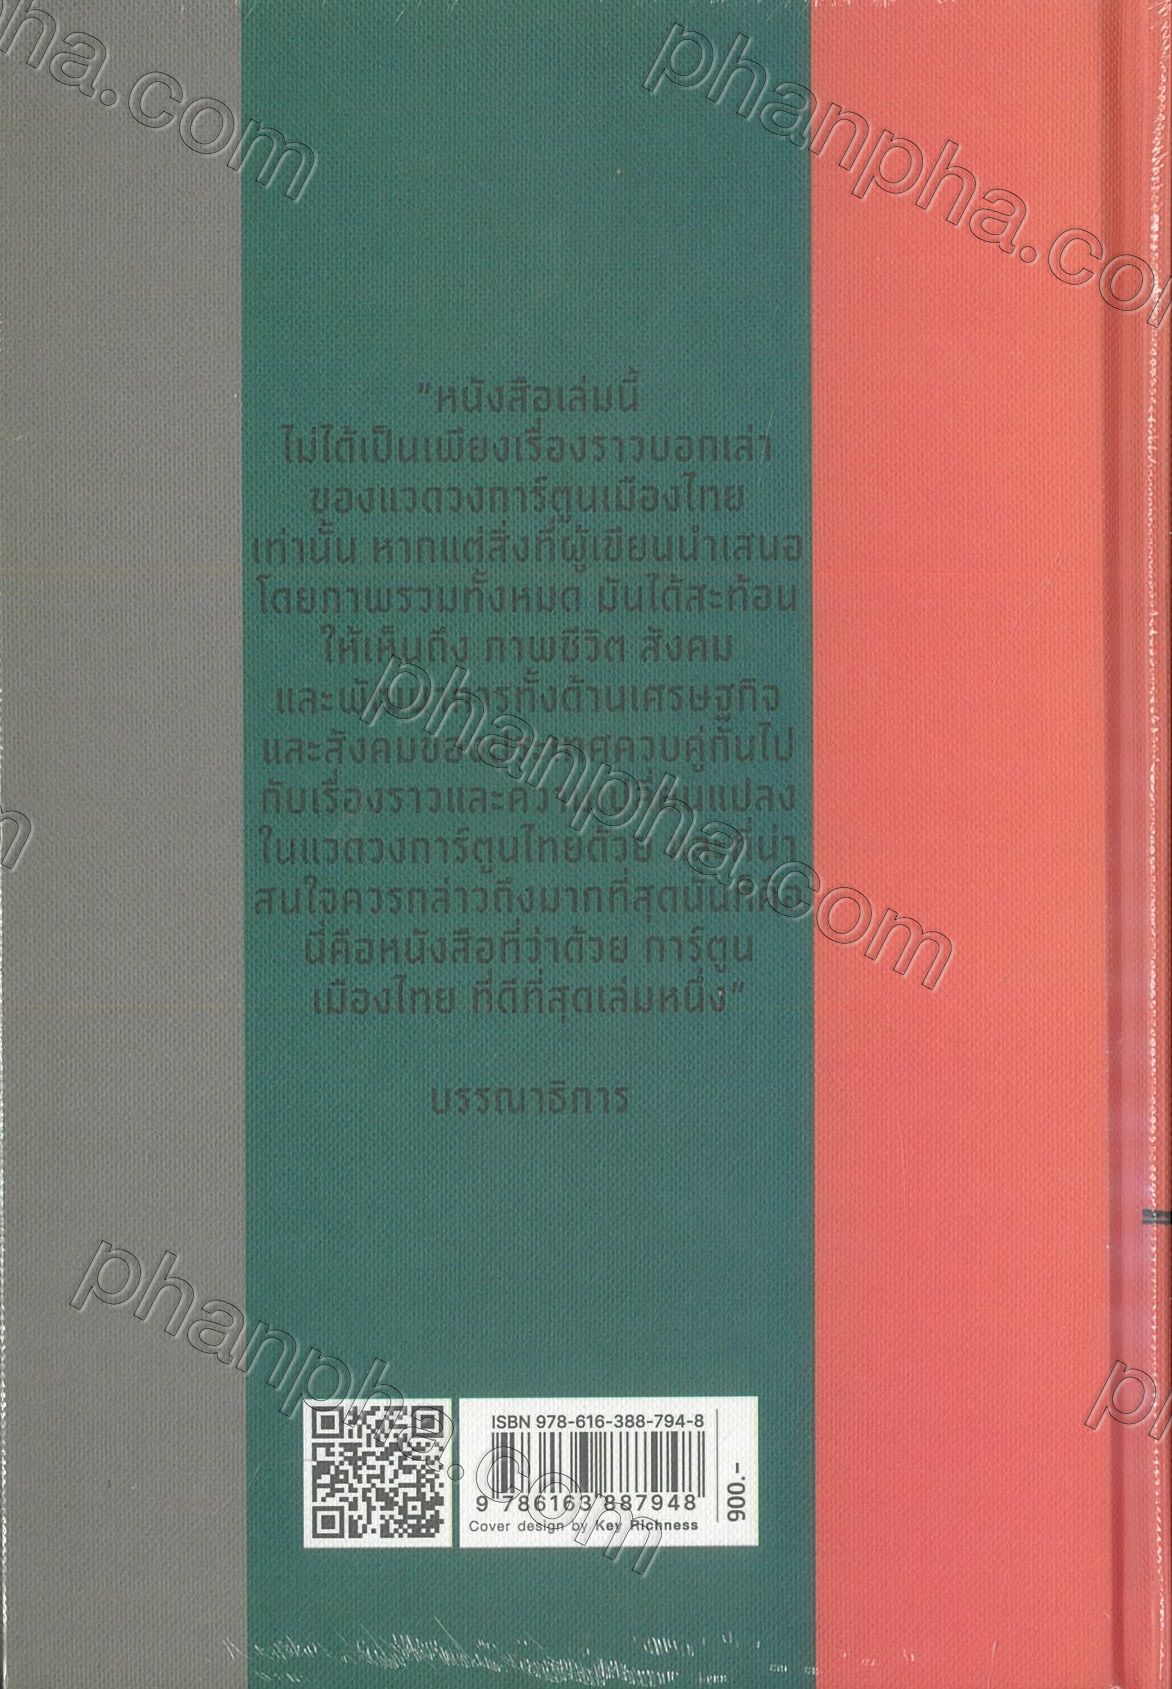 pha.com
phanpha.co
"หนังสือเล่มนี้
ไม่ได้เป็นเพียงเรื่องราวบอกเล่า
ของแวดวงการ์ตูนเมืองไทย
เท่านั้น หากแต่สิ่งที่ผู้เขียนนำเสนอ
โดยภาพรวมทั้งหมด มันได้สะท้อน
ให้เห็นถึง ภาพชีวิต สังคม
และพัฒนาการทั้งด้านเศรษฐกิจ
และสังคมของประเทศควบคู่กันไป
กับเรื่องราวและความเปลี่ยนแปลง
ในแวดวงการ์ตูนไทยด้วย และที่น่า
สนใจควรกล่าวถึงมากที่สุดนั้นก็คือ
นี่คือหนังสือที่ว่าด้วย การ์ตูน
เมืองไทย ที่ดีที่สุดเล่มหนึ่ง"
phanpha.com
บรรณาธิการ
phanpha.com
ISBN 978-616-388-794-8
9 786163 887948
900.-
Cover design by Key Richness